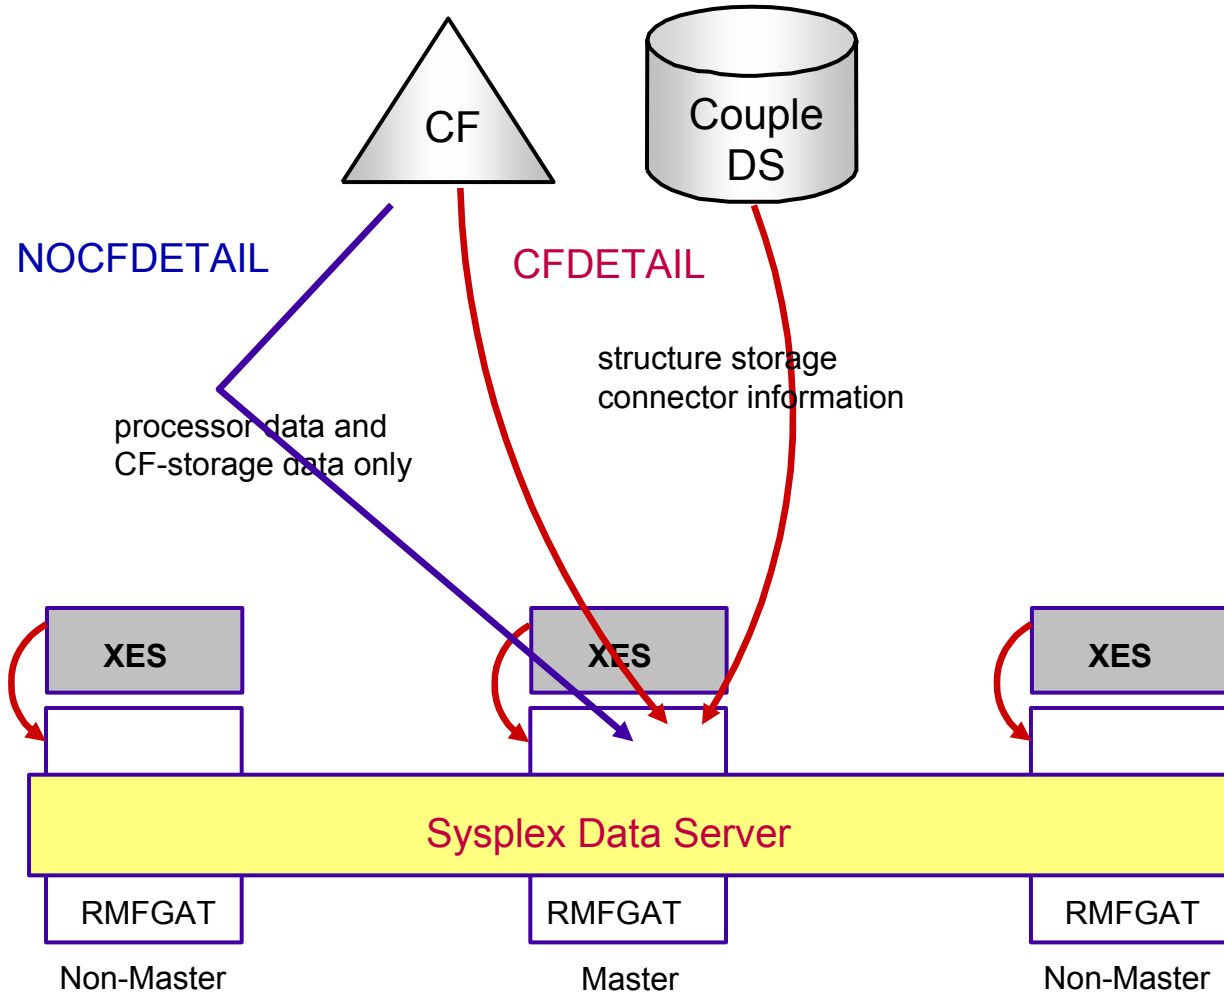 CF
Couple
DS
NOCFDETAIL
CFDETAIL
structure storage
connector information
processor data and
CF-storage data only
XES
XES
XES
Sysplex Data Server
RMFGAT
RMFGAT
RMFGAT
Non-Master
Master
Non-Master